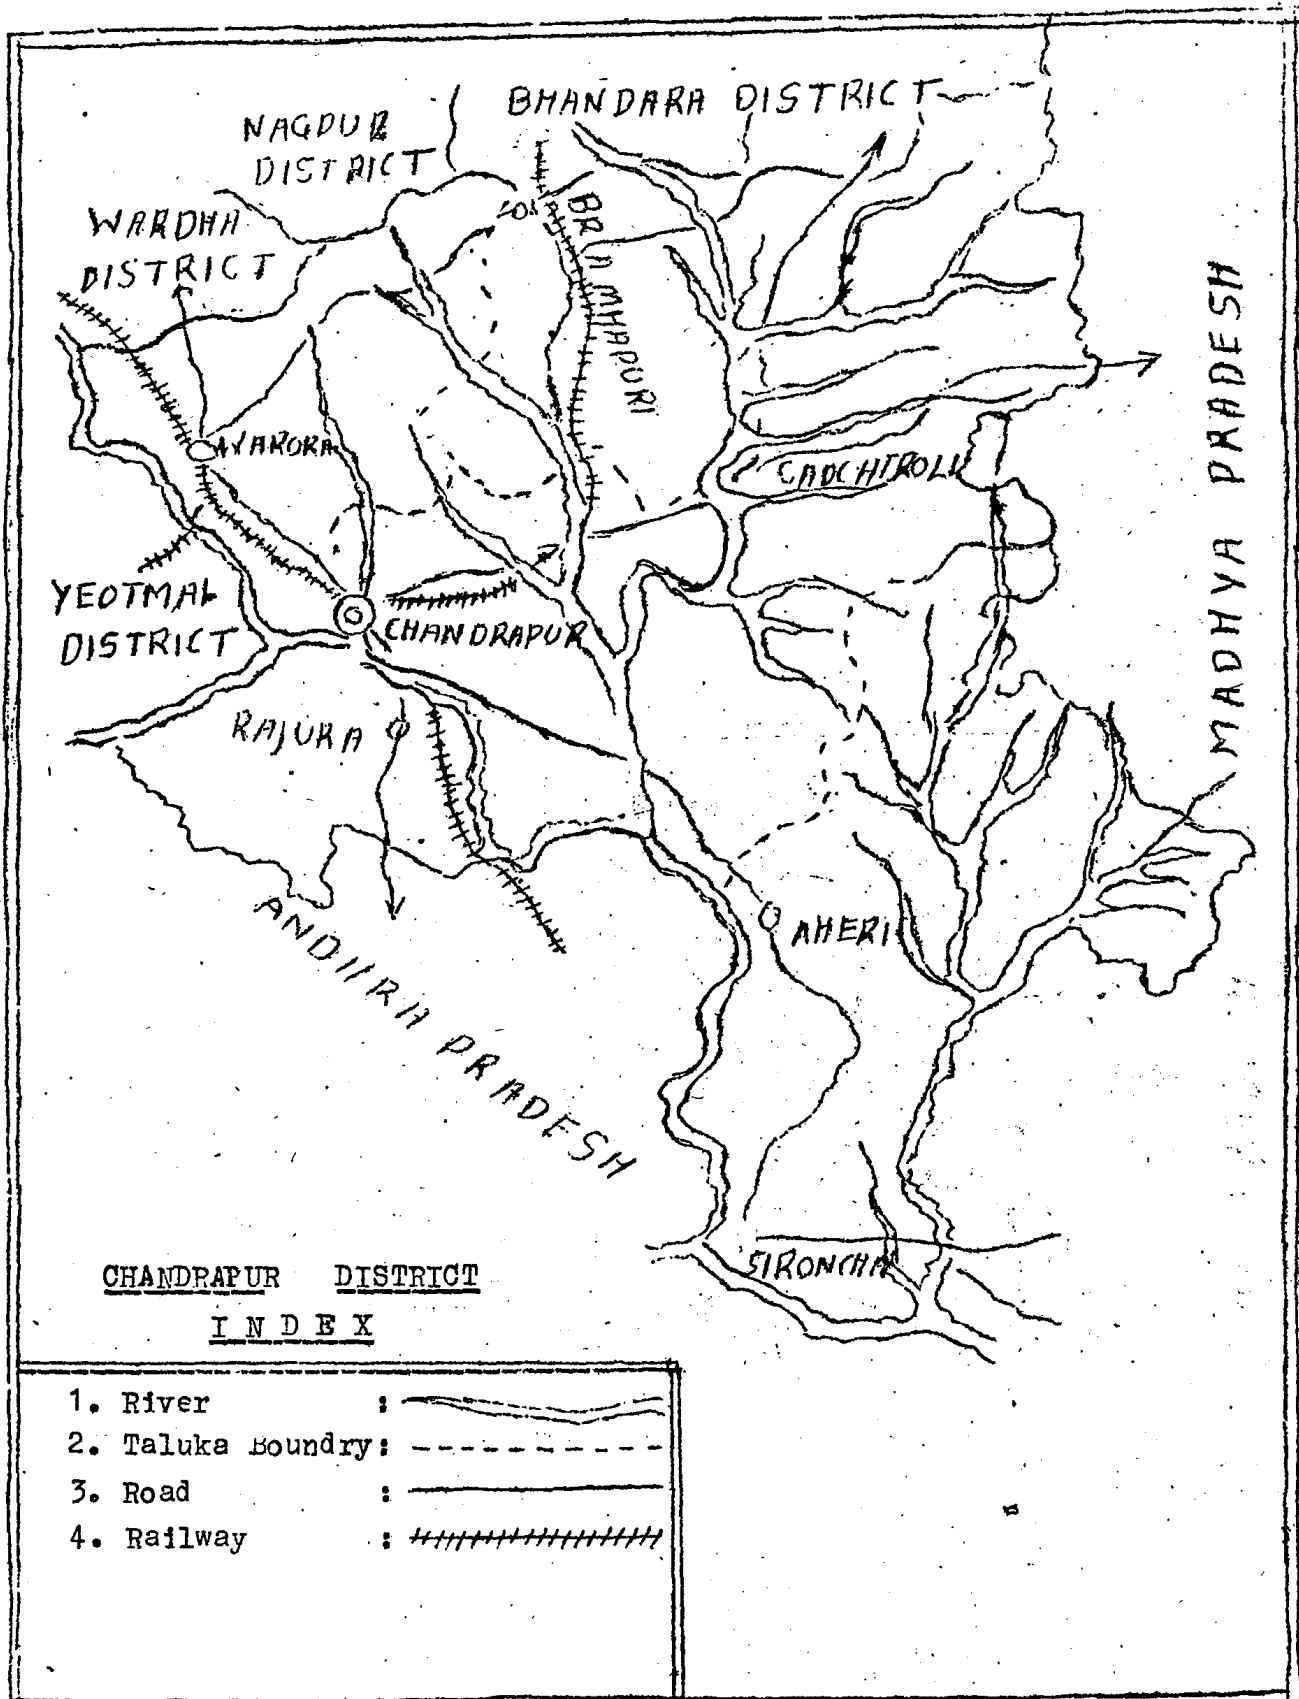 BHANDARA DISTRICT
NAGPUR
DISTRICT
WARDHA
DISTRICT
BRAMHAPURI
MADHYA PRADESH
WARORA
GADCHIROLI
YEOTMAL
DISTRICT
CHANDRAPUR
RAJURA
AHERI
ANDHRA PRADESH
SIRONCHA
CHANDRAPUR DISTRICT
INDEX
1. River :
2. Taluka Boundry :
3. Road :
4. Railway :